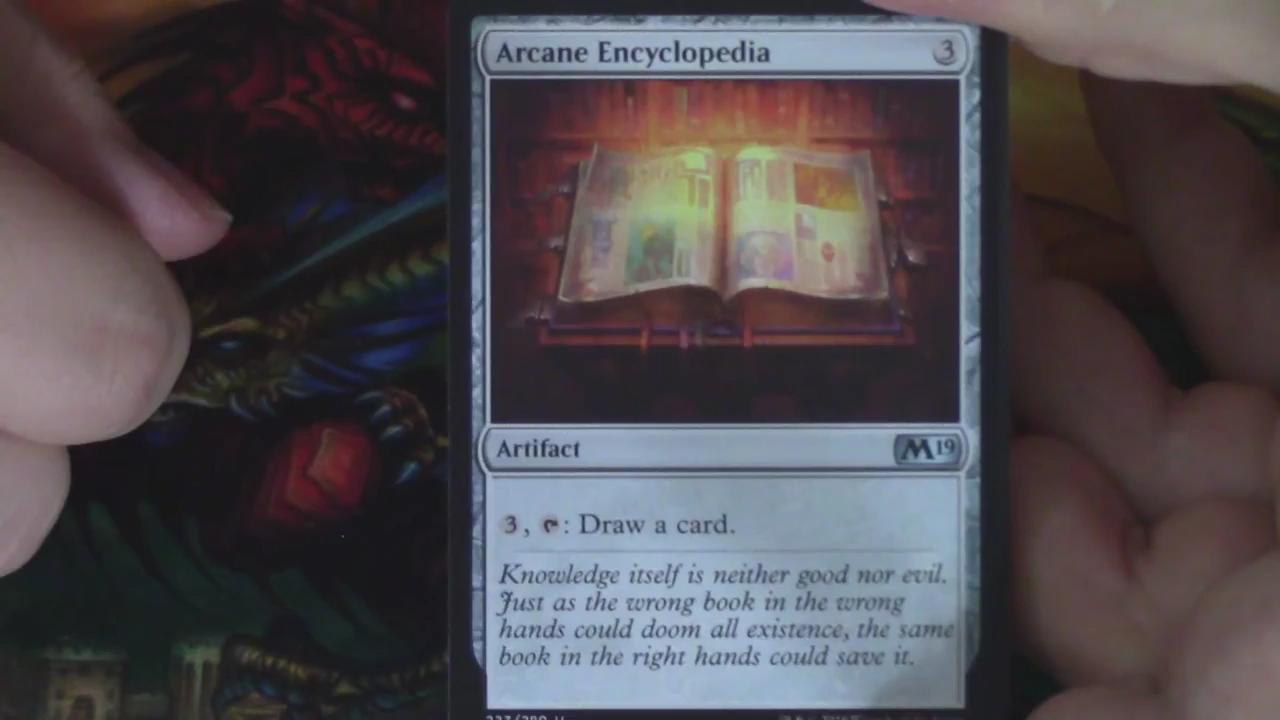 Arcane Encyclopedia 3
Artifact M19
3, : Draw a card.
Knowledge itself is neither good nor evil.
Just as the wrong book in the wrong
hands could doom all existence, the same
book in the right hands could save it.